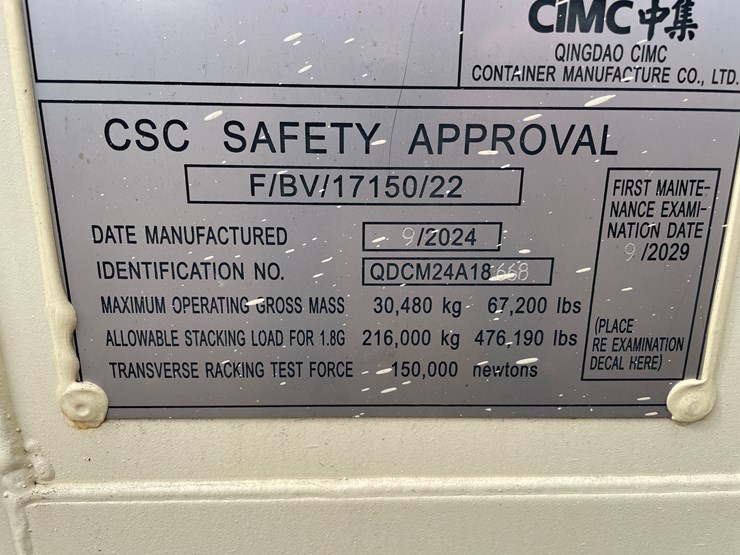 CIMC中集
QINGDAO CIMC
CONTAINER MANUFACTURE CO., LTD.
CSC SAFETY APPROVAL
F/BV/17150/22
DATE MANUFACTURED 9/2024
IDENTIFICATION NO. QDCM24A18668
MAXIMUM OPERATING GROSS MASS 30,480 kg 67,200 lbs
ALLOWABLE STACKING LOAD FOR 1.8G 216,000 kg 476,190 lbs
TRANSVERSE RACKING TEST FORCE 150,000 newtons
FIRST MAINTE-
NANCE EXAMI-
NATION DATE
9/2029
(PLACE
RE EXAMINATION
DECAL HERE)